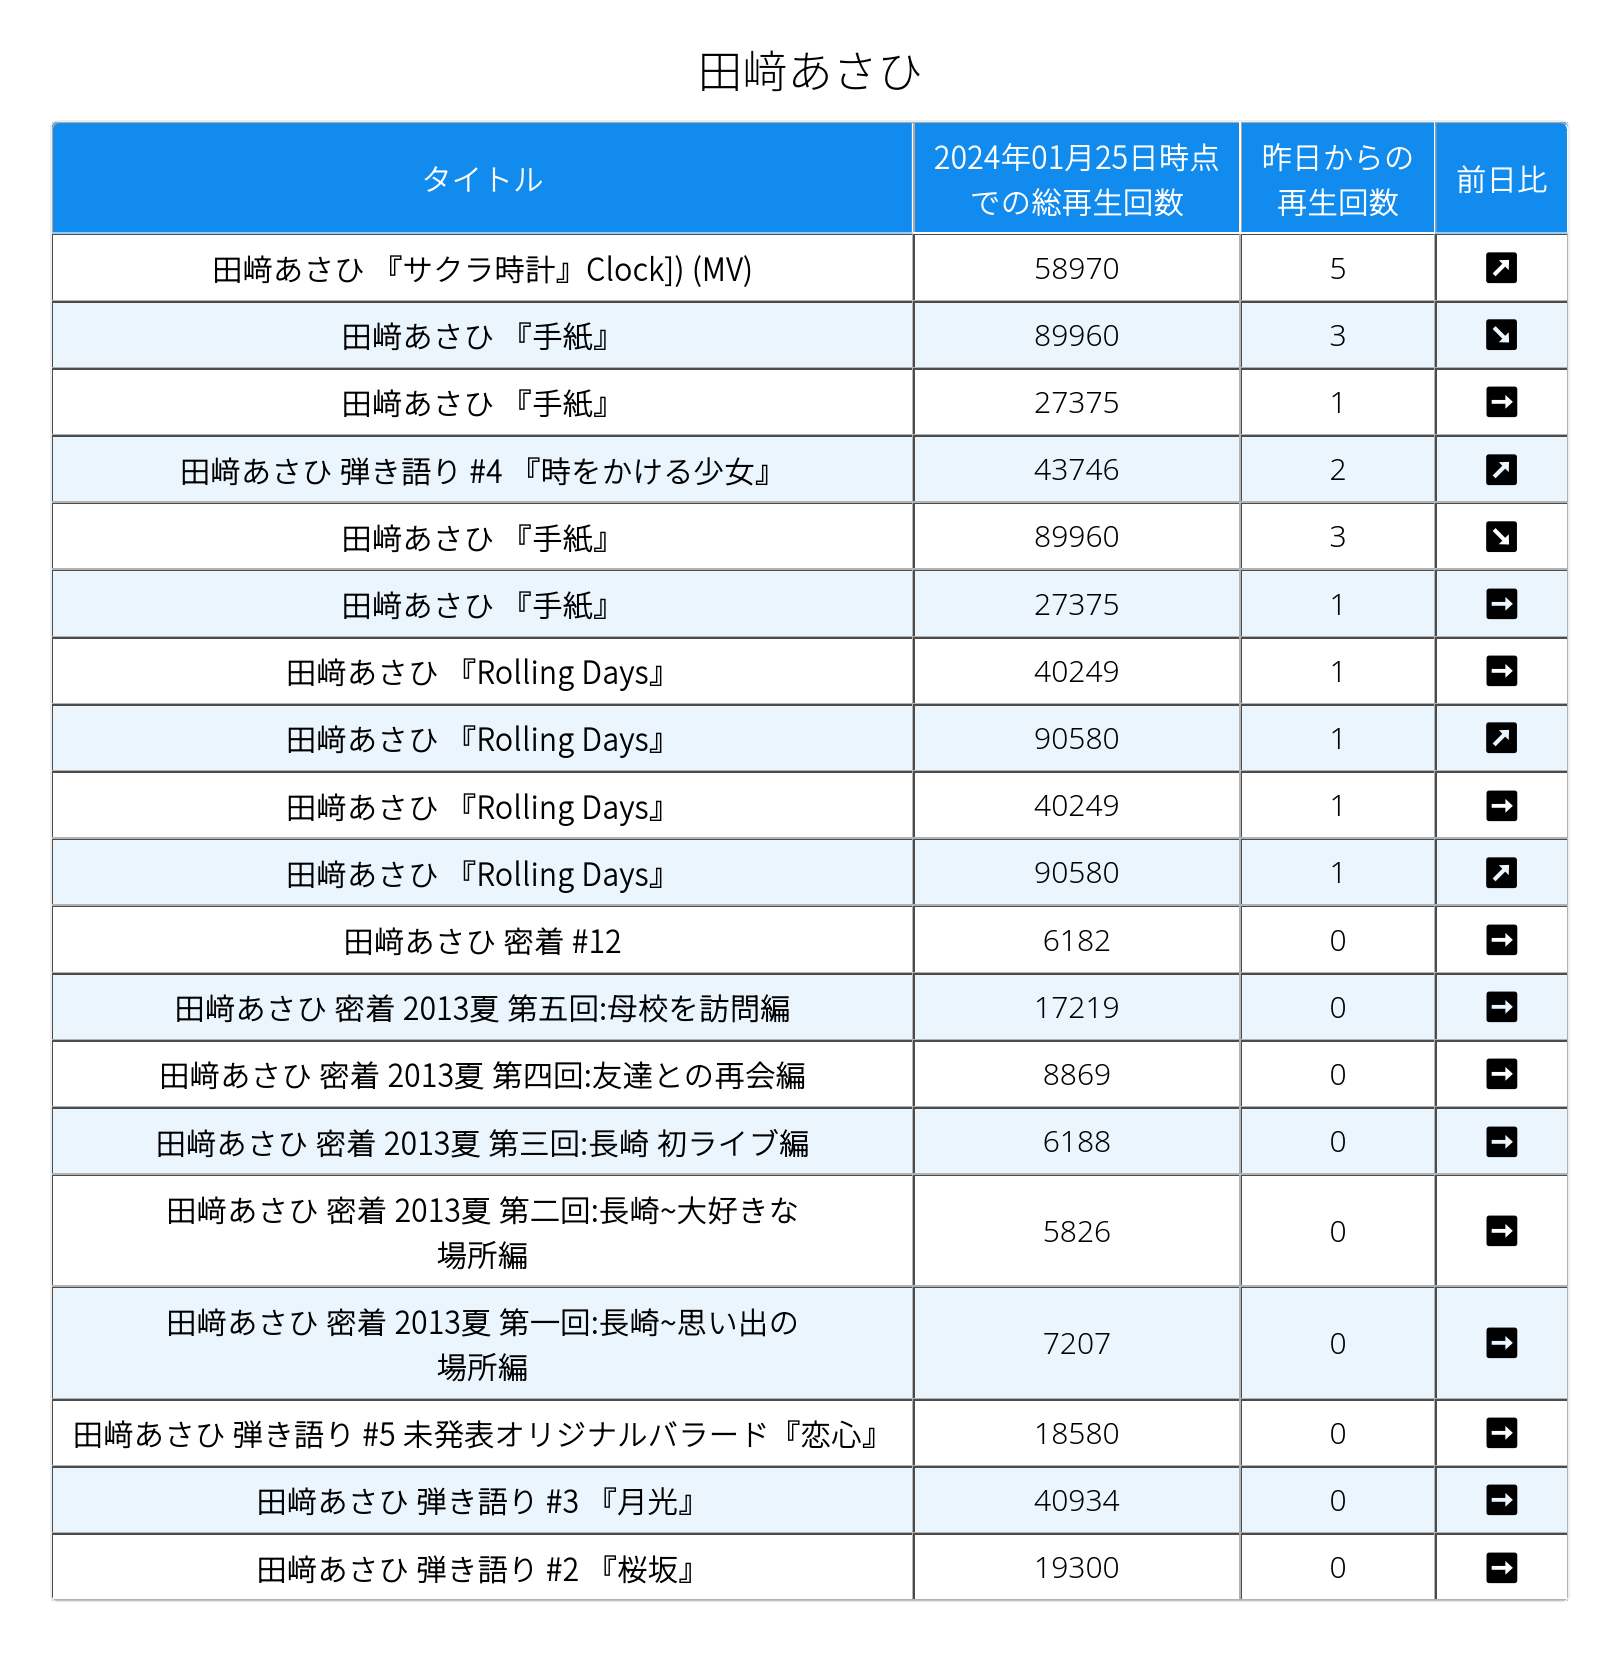 田﨑あさひ
タイトル 2024年01月25日時点での総再生回数 昨日からの再生回数 前日比
田﨑あさひ 『サクラ時計』Clock]) (MV) 58970 5 ↗
田﨑あさひ 『手紙』 89960 3 ↘
田﨑あさひ 『手紙』 27375 1 ➡
田﨑あさひ 弾き語り #4 『時をかける少女』 43746 2 ↗
田﨑あさひ 『手紙』 89960 3 ↘
田﨑あさひ 『手紙』 27375 1 ➡
田﨑あさひ 『Rolling Days』 40249 1 ➡
田﨑あさひ 『Rolling Days』 90580 1 ↗
田﨑あさひ 『Rolling Days』 40249 1 ➡
田﨑あさひ 『Rolling Days』 90580 1 ↗
田﨑あさひ 密着 #12 6182 0 ➡
田﨑あさひ 密着 2013夏 第五回:母校を訪問編 17219 0 ➡
田﨑あさひ 密着 2013夏 第四回:友達との再会編 8869 0 ➡
田﨑あさひ 密着 2013夏 第三回:長崎 初ライブ編 6188 0 ➡
田﨑あさひ 密着 2013夏 第二回:長崎~大好きな
場所編 5826 0 ➡
田﨑あさひ 密着 2013夏 第一回:長崎~思い出の
場所編 7207 0 ➡
田﨑あさひ 弾き語り #5 未発表オリジナルバラード『恋心』 18580 0 ➡
田﨑あさひ 弾き語り #3 『月光』 40934 0 ➡
田﨑あさひ 弾き語り #2 『桜坂』 19300 0 ➡